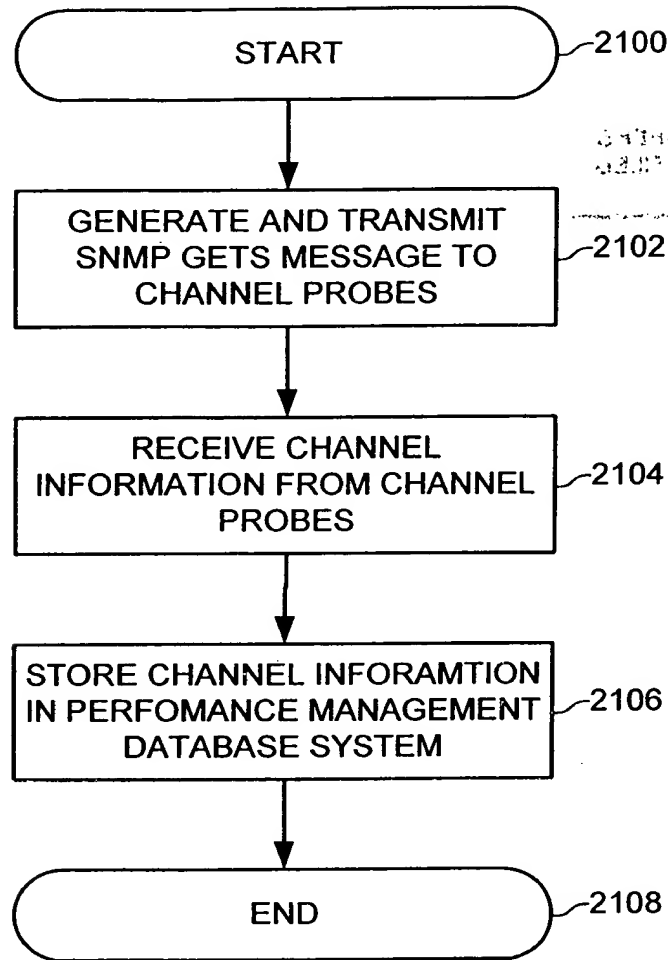 START
2100
GENERATE AND TRANSMIT
SNMP GETS MESSAGE TO
CHANNEL PROBES
2102
RECEIVE CHANNEL
INFORMATION FROM CHANNEL
PROBES
2104
STORE CHANNEL INFORAMTION
IN PERFOMANCE MANAGEMENT
DATABASE SYSTEM
2106
END
2108